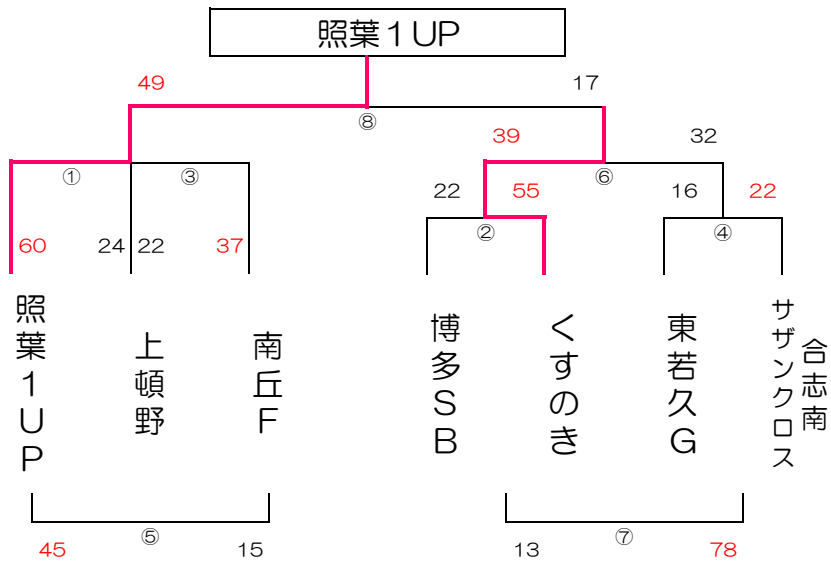 照葉１UP
49 17
⑧
39 32
① ③ ⑥
22 55 16 22
② ④
60 24 22 37
照葉１UP
上頓野
南丘F
博多SB
くすのき
東若久G
合志南
サザンクロス
⑤ ⑦
45 15 13 78